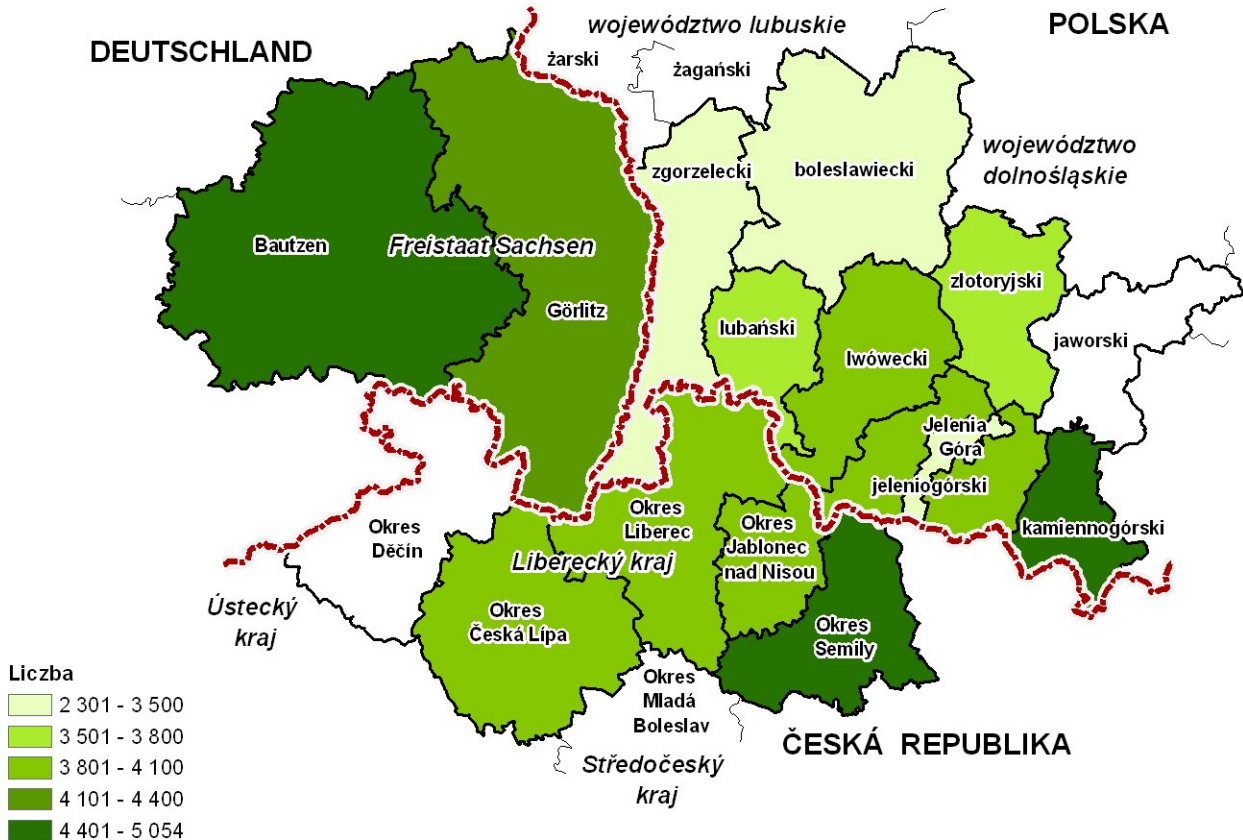 DEUTSCHLAND
województwo lubuskie
POLSKA
żarski
żagański
województwo
dolnośląskie
zgorzelecki
boleslawiecki
Bautzen
Freistaat Sachsen
Görlitz
zlotoryjski
lubański
lwówecki
jaworski
Jelenia
Góra
jeleniogórski
kamiennogórski
Okres
Děčín
Okres
Liberec
Okres
Jablonec
nad Nisou
Liberecký kraj
Ústecký
kraj
Okres
Česká Lípa
Okres
Semily
Okres
Mladá
Boleslav
ČESKÁ REPUBLIKA
Středočeský
kraj
Liczba
2 301 - 3 500
3 501 - 3 800
3 801 - 4 100
4 101 - 4 400
4 401 - 5 054